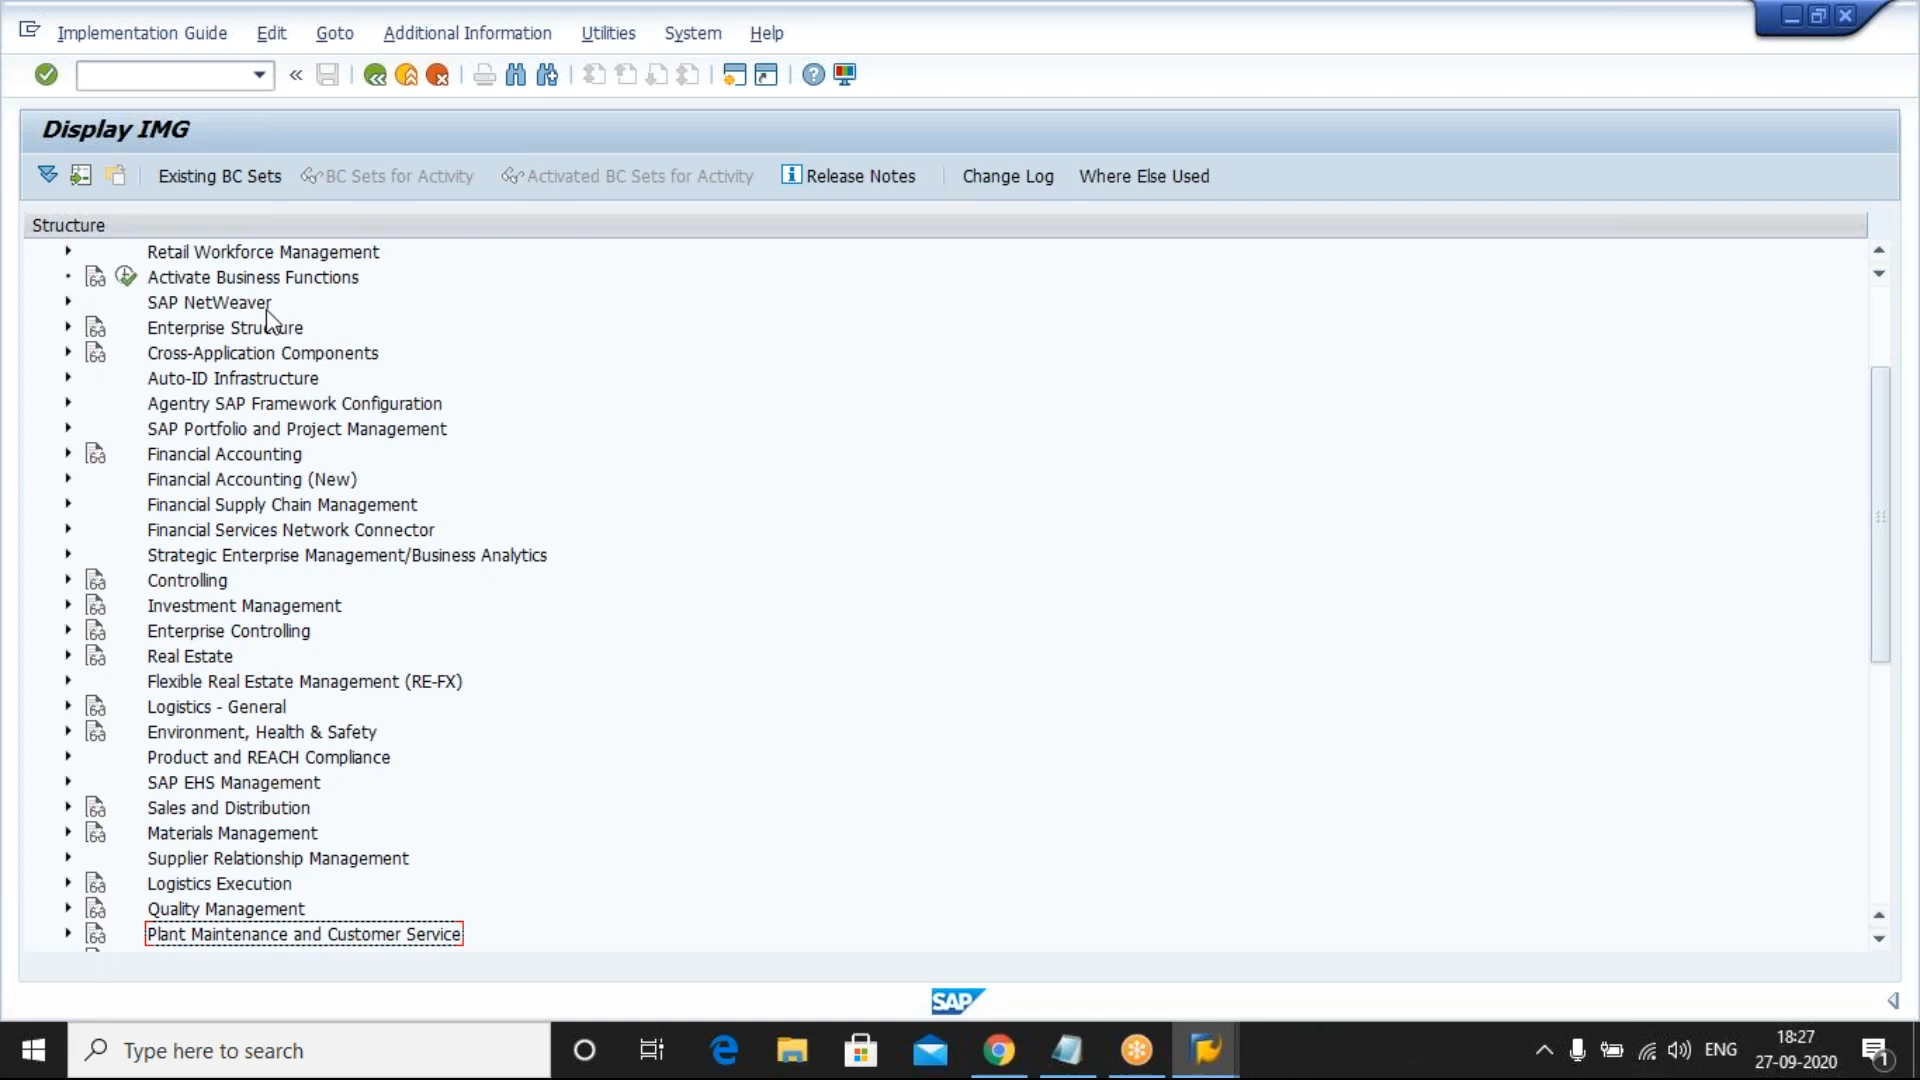 Implementation Guide Edit Goto Additional Information Utilities System Help
Display IMG
Existing BC Sets BC Sets for Activity Activated BC Sets for Activity Release Notes Change Log Where Else Used
Structure
Retail Workforce Management
Activate Business Functions
SAP NetWeaver
Enterprise Structure
Cross-Application Components
Auto-ID Infrastructure
Agentry SAP Framework Configuration
SAP Portfolio and Project Management
Financial Accounting
Financial Accounting (New)
Financial Supply Chain Management
Financial Services Network Connector
Strategic Enterprise Management/Business Analytics
Controlling
Investment Management
Enterprise Controlling
Real Estate
Flexible Real Estate Management (RE-FX)
Logistics - General
Environment, Health & Safety
Product and REACH Compliance
SAP EHS Management
Sales and Distribution
Materials Management
Supplier Relationship Management
Logistics Execution
Quality Management
Plant Maintenance and Customer Service
SAP
Type here to search
ENG
18:27
27-09-2020
1